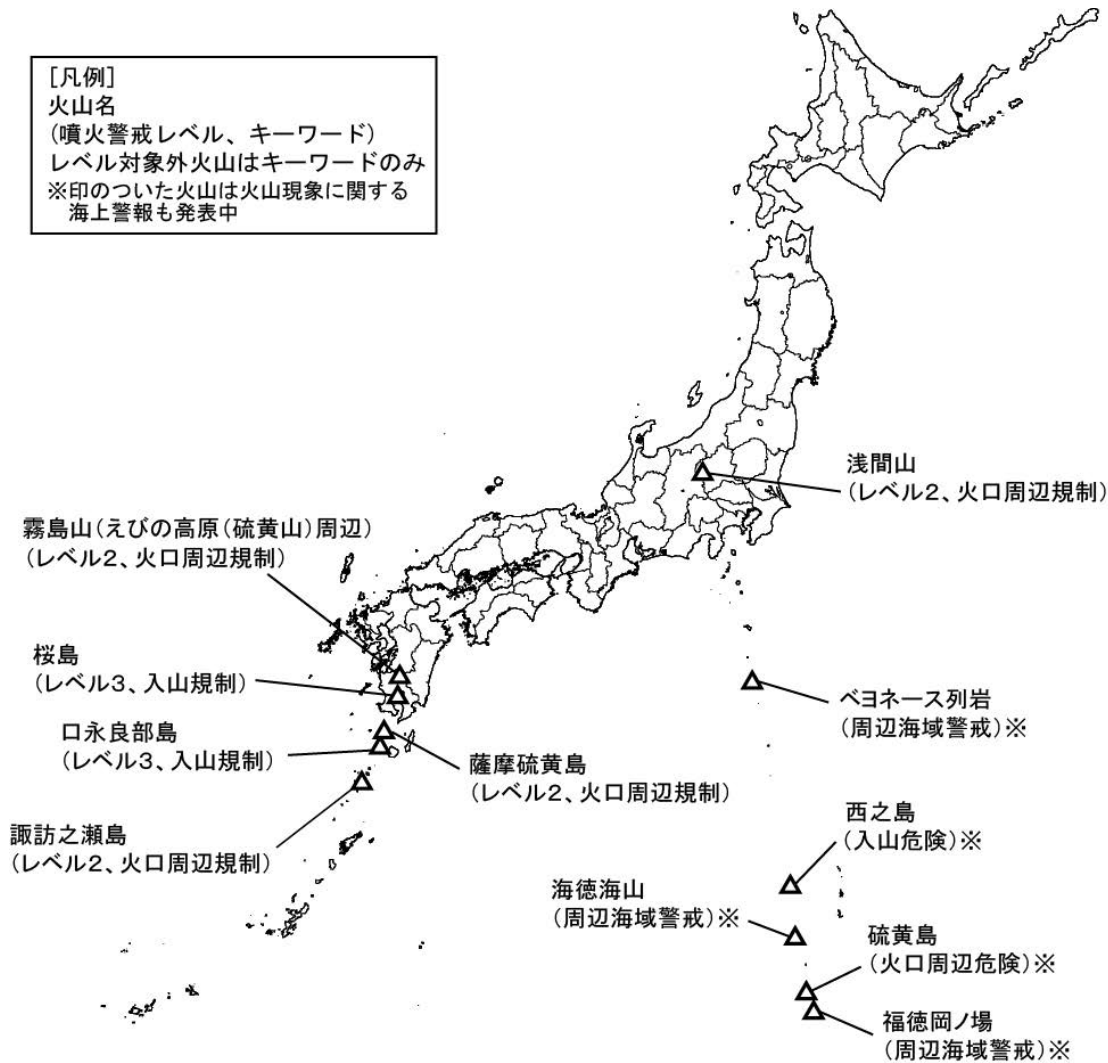 [凡例]
火山名
(噴火警戒レベル、キーワード)
レベル対象外火山はキーワードのみ
※印のついた火山は火山現象に関する
海上警報も発表中
浅間山
(レベル2、火口周辺規制)
霧島山(えびの高原(硫黄山)周辺)
(レベル2、火口周辺規制)
桜島
(レベル3、入山規制)
口永良部島
(レベル3、入山規制)
薩摩硫黄島
(レベル2、火口周辺規制)
諏訪之瀬島
(レベル2、火口周辺規制)
ベヨネース列岩
(周辺海域警戒)※
西之島
(入山危険)※
海徳海山
(周辺海域警戒)※
硫黄島
(火口周辺危険)※
福徳岡ノ場
(周辺海域警戒)※